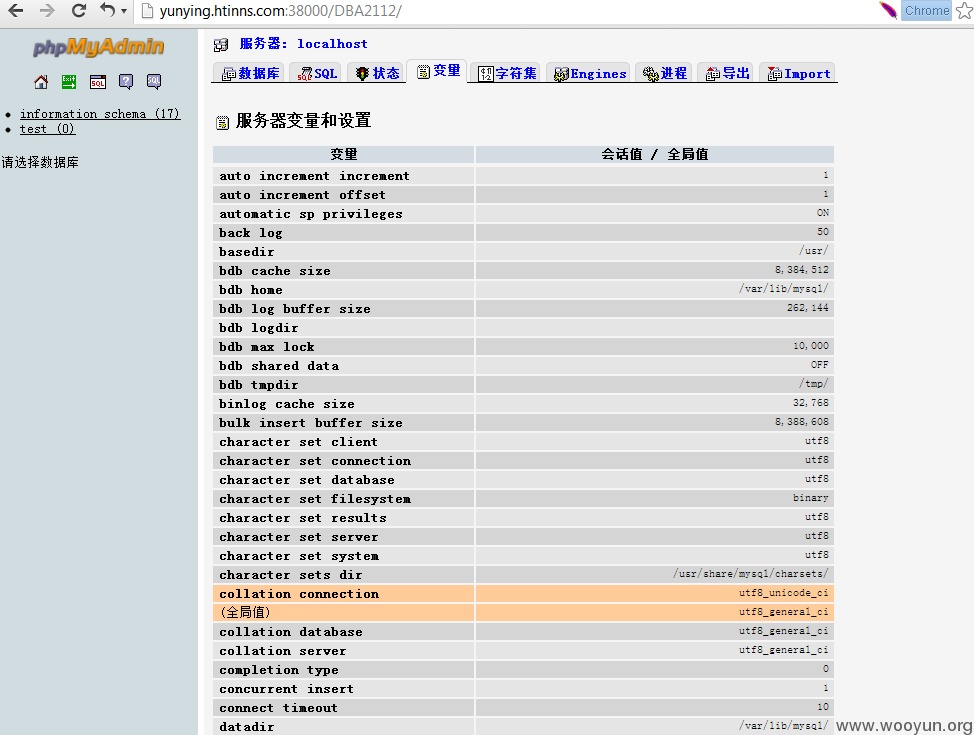 yunying.htinns.com:38000/DBA2112/
Chrome
phpMyAdmin
服务器: localhost
数据库 SQL 状态 变量 字符集 Engines 进程 导出 Import
information schema (17)
test (0)
请选择数据库
服务器变量和设置
变量 会话值 / 全局值
auto increment increment 1
auto increment offset 1
automatic sp privileges ON
back log 50
basedir /usr/
bdb cache size 8,384,512
bdb home /var/lib/mysql/
bdb log buffer size 262,144
bdb logdir
bdb max lock 10,000
bdb shared data OFF
bdb tmpdir /tmp/
binlog cache size 32,768
bulk insert buffer size 8,388,608
character set client utf8
character set connection utf8
character set database utf8
character set filesystem binary
character set results utf8
character set server utf8
character set system utf8
character sets dir /usr/share/mysql/charsets/
collation connection utf8_unicode_ci
(全局值) utf8_general_ci
collation database utf8_general_ci
collation server utf8_general_ci
completion type 0
concurrent insert 1
connect timeout 10
datadir /var/lib/mysql/
www.wooyun.org